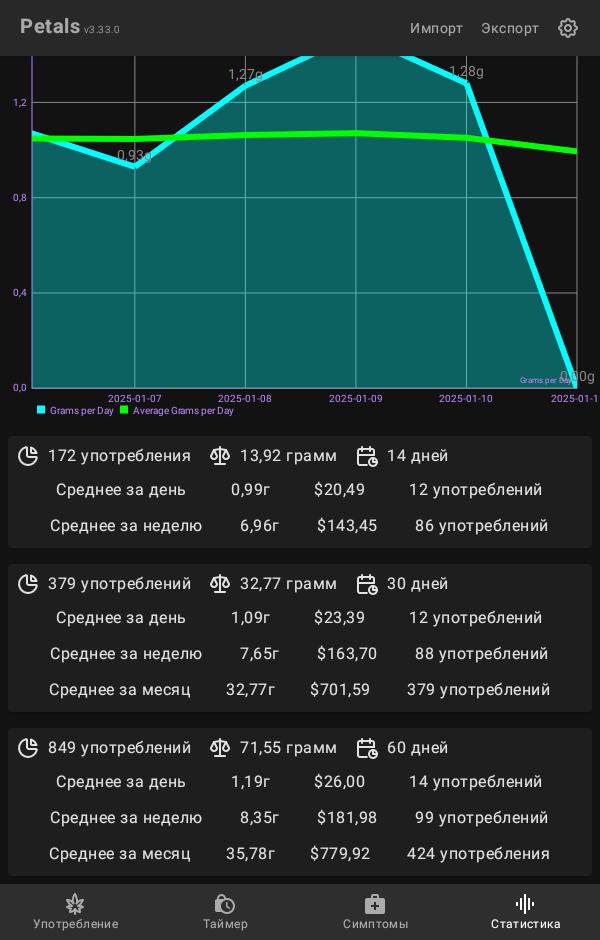 Petals v3.33.0 Импорт Экспорт
1,27g 1,28g
1,2
0,93g
0,8
0,4
Grams per Day 0,00g
0,0
2025-01-07 2025-01-08 2025-01-09 2025-01-10 2025-01-1
Grams per Day Average Grams per Day
172 употребления 13,92 грамм 14 дней
Среднее за день 0,99г $20,49 12 употреблений
Среднее за неделю 6,96г $143,45 86 употреблений
379 употреблений 32,77 грамм 30 дней
Среднее за день 1,09г $23,39 12 употреблений
Среднее за неделю 7,65г $163,70 88 употреблений
Среднее за месяц 32,77г $701,59 379 употреблений
849 употреблений 71,55 грамм 60 дней
Среднее за день 1,19г $26,00 14 употреблений
Среднее за неделю 8,35г $181,98 99 употреблений
Среднее за месяц 35,78г $779,92 424 употребления
Употребление Таймер Симптомы Статистика